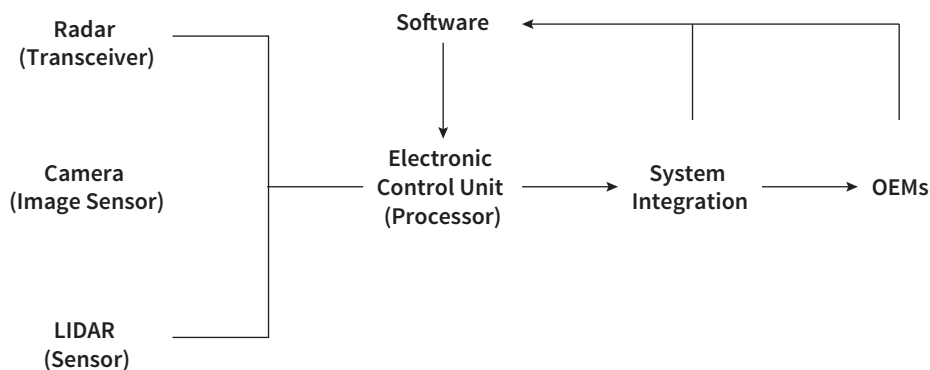 Radar
(Transceiver)
Camera
(Image Sensor)
LIDAR
(Sensor)
Software
Electronic
Control Unit
(Processor)
System
Integration
OEMs